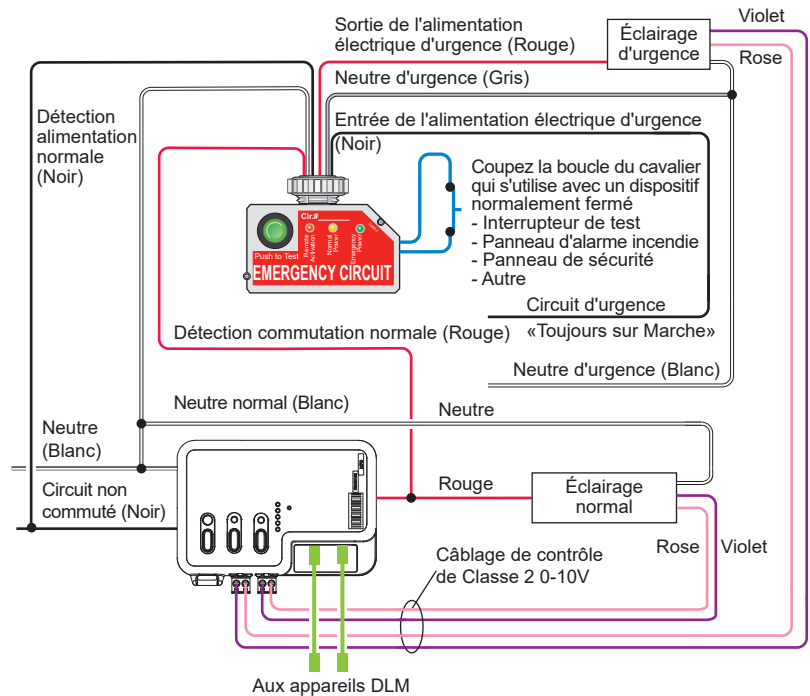 Sortie de l'alimentation
électrique d'urgence (Rouge)
Éclairage
d'urgence
Violet
Rose
Neutre d'urgence (Gris)
Détection
alimentation
normale
(Noir)
Entrée de l'alimentation électrique d'urgence
(Noir)
Coupez la boucle du cavalier
qui s'utilise avec un dispositif
normalement fermé
- Interrupteur de test
- Panneau d'alarme incendie
- Panneau de sécurité
- Autre
Cir.#
Push to Test
Remote
Activation
Normal
Power
Emergency
Power
EMERGENCY CIRCUIT
Circuit d'urgence
«Toujours sur Marche»
Détection commutation normale (Rouge)
Neutre d'urgence (Blanc)
Neutre normal (Blanc)
Neutre
Neutre
(Blanc)
Circuit non
commuté (Noir)
Rouge
Éclairage
normal
Rose
Violet
Câblage de contrôle
de Classe 2 0-10V
Aux appareils DLM